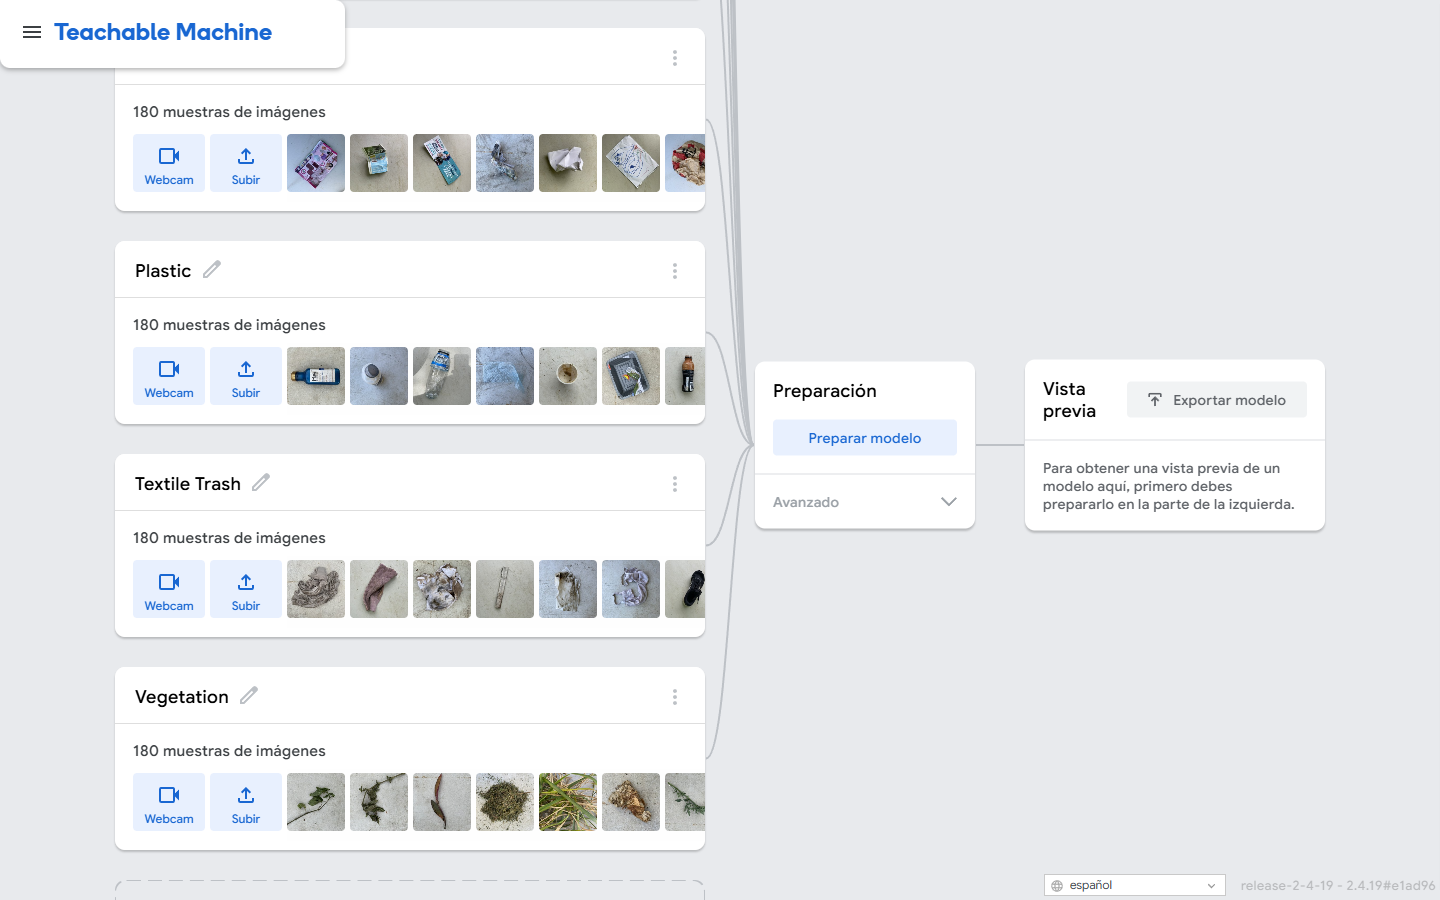 Teachable Machine
180 muestras de imágenes
Webcam
Subir
Plastic
180 muestras de imágenes
Webcam
Subir
Textile Trash
180 muestras de imágenes
Webcam
Subir
Vegetation
180 muestras de imágenes
Webcam
Subir
Preparación
Preparar modelo
Avanzado
Vista
previa
Exportar modelo
Para obtener una vista previa de un
modelo aquí, primero debes
prepararlo en la parte de la izquierda.
español
release-2-4-19 - 2.4.19#e1ad96